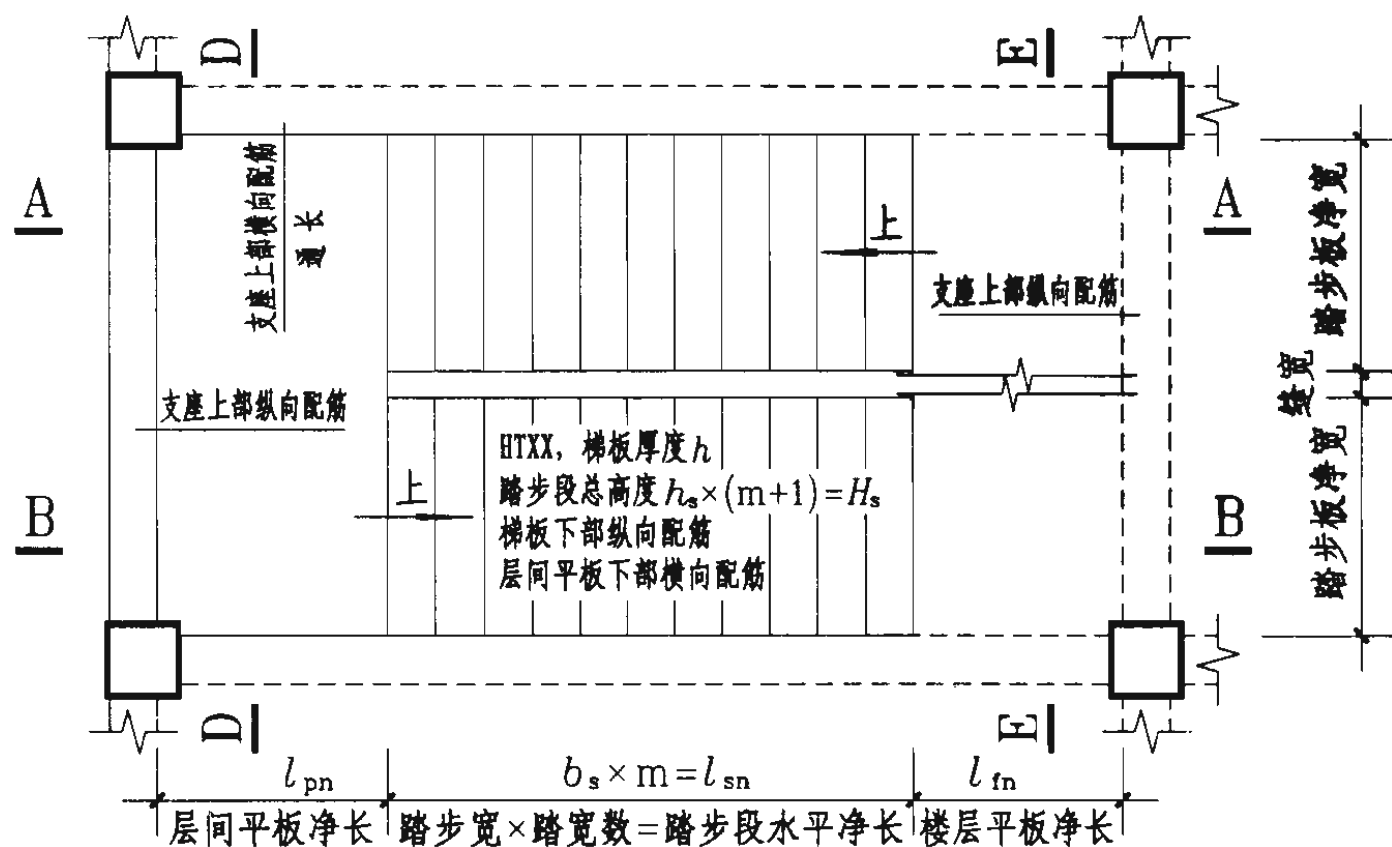 D
E
A
A
支座上部横向配筋
通长
上
支座上部纵向配筋
踏步板净宽
缝宽
踏步板净宽
支座上部纵向配筋
HTXX, 梯板厚度h
踏步段总高度hs×(m+1)=Hs
梯板下部纵向配筋
层间平板下部横向配筋
上
B
B
D
E
lpn
bs×m=lsn
lfn
层间平板净长
踏步宽×踏宽数=踏步段水平净长
楼层平板净长